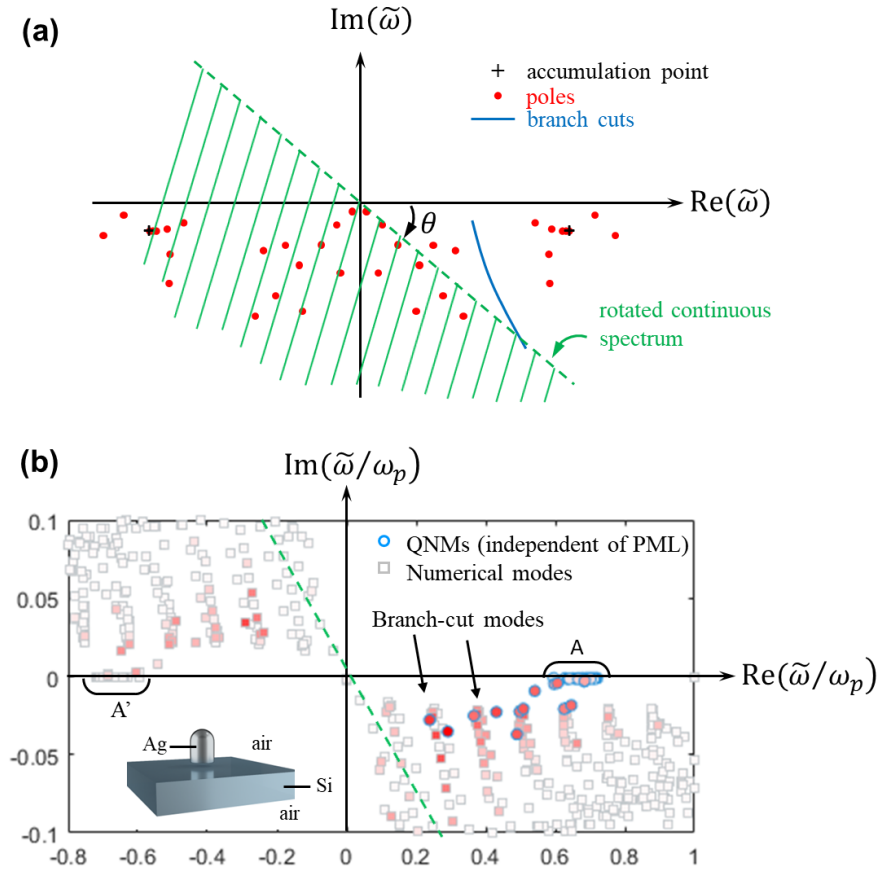 (a)
Im(ω̃)
+ accumulation point
poles
branch cuts
Re(ω̃)
θ
rotated continuous
spectrum
(b)
Im(ω̃/ωₚ)
0.1
QNMs (independent of PML)
Numerical modes
0.05
Branch-cut modes
A
0
Re(ω̃/ωₚ)
A’
Ag
air
-0.05
Si
air
-0.1
-0.8 -0.6 -0.4 -0.2 0 0.2 0.4 0.6 0.8 1